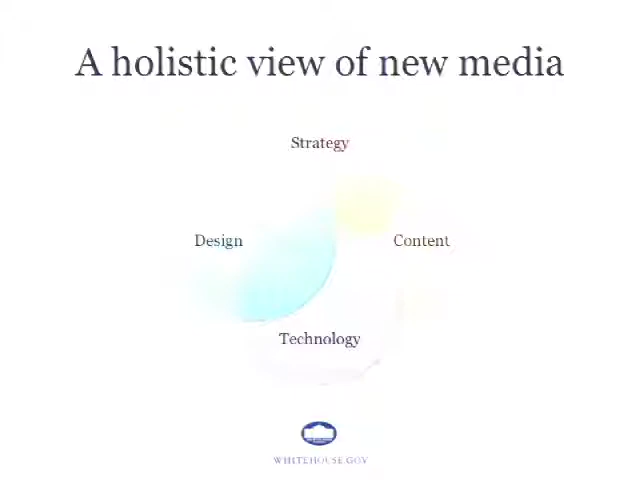 A holistic view of new media
Strategy
Design
Content
Technology
WHITEHOUSE.GOV